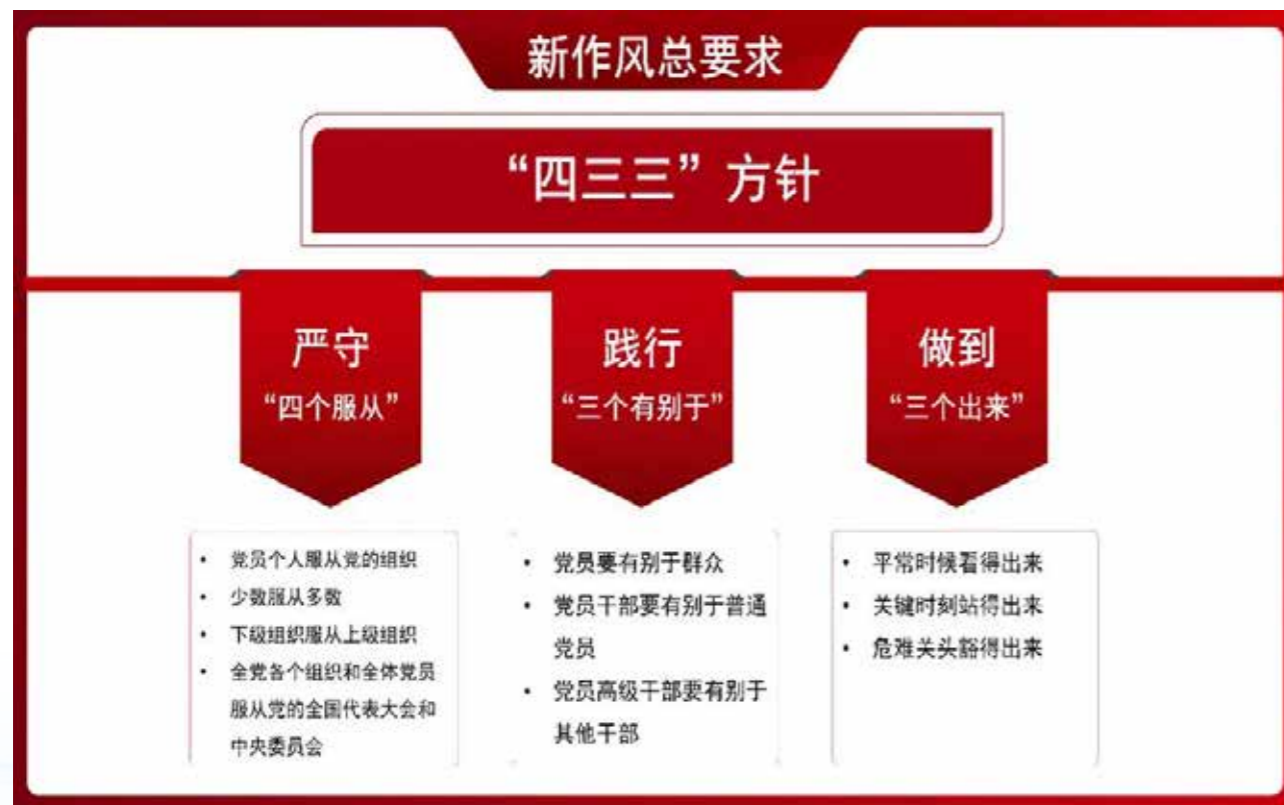 新作风总要求
“四三三”方针
严守
“四个服从”
践行
“三个有别于”
做到
“三个出来”
• 党员个人服从党的组织
• 少数服从多数
• 下级组织服从上级组织
• 全党各个组织和全体党员
服从党的全国代表大会和
中央委员会
• 党员要有别于群众
• 党员干部要有别于普通
党员
• 党员高级干部要有别于
其他干部
• 平常时候看得出来
• 关键时刻站得出来
• 危难关头豁得出来